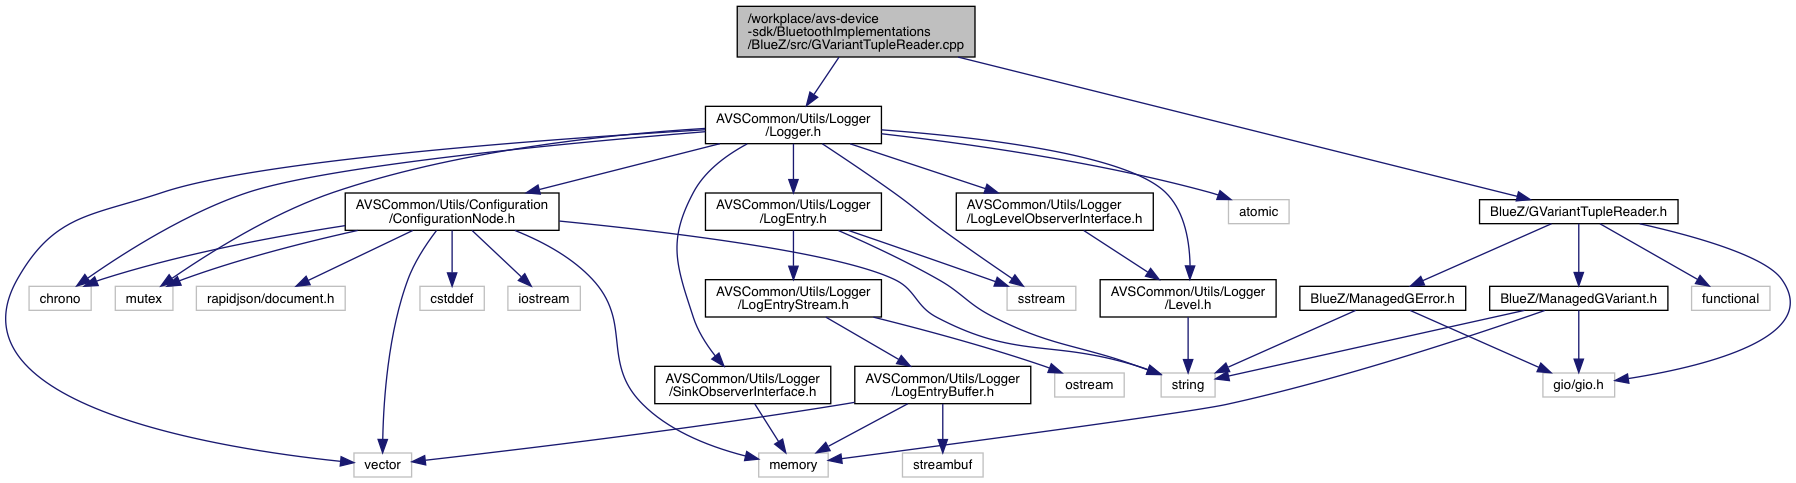 /workplace/avs-device
-sdk/BluetoothImplementations
/BlueZ/src/GVariantTupleReader.cpp
AVSCommon/Utils/Logger
/Logger.h
AVSCommon/Utils/Configuration
/ConfigurationNode.h
AVSCommon/Utils/Logger
/LogEntry.h
AVSCommon/Utils/Logger
/LogLevelObserverInterface.h
atomic
BlueZ/GVariantTupleReader.h
chrono
mutex
rapidjson/document.h
cstddef
iostream
AVSCommon/Utils/Logger
/LogEntryStream.h
sstream
AVSCommon/Utils/Logger
/Level.h
BlueZ/ManagedGError.h
BlueZ/ManagedGVariant.h
functional
AVSCommon/Utils/Logger
/SinkObserverInterface.h
AVSCommon/Utils/Logger
/LogEntryBuffer.h
ostream
string
gio/gio.h
vector
memory
streambuf